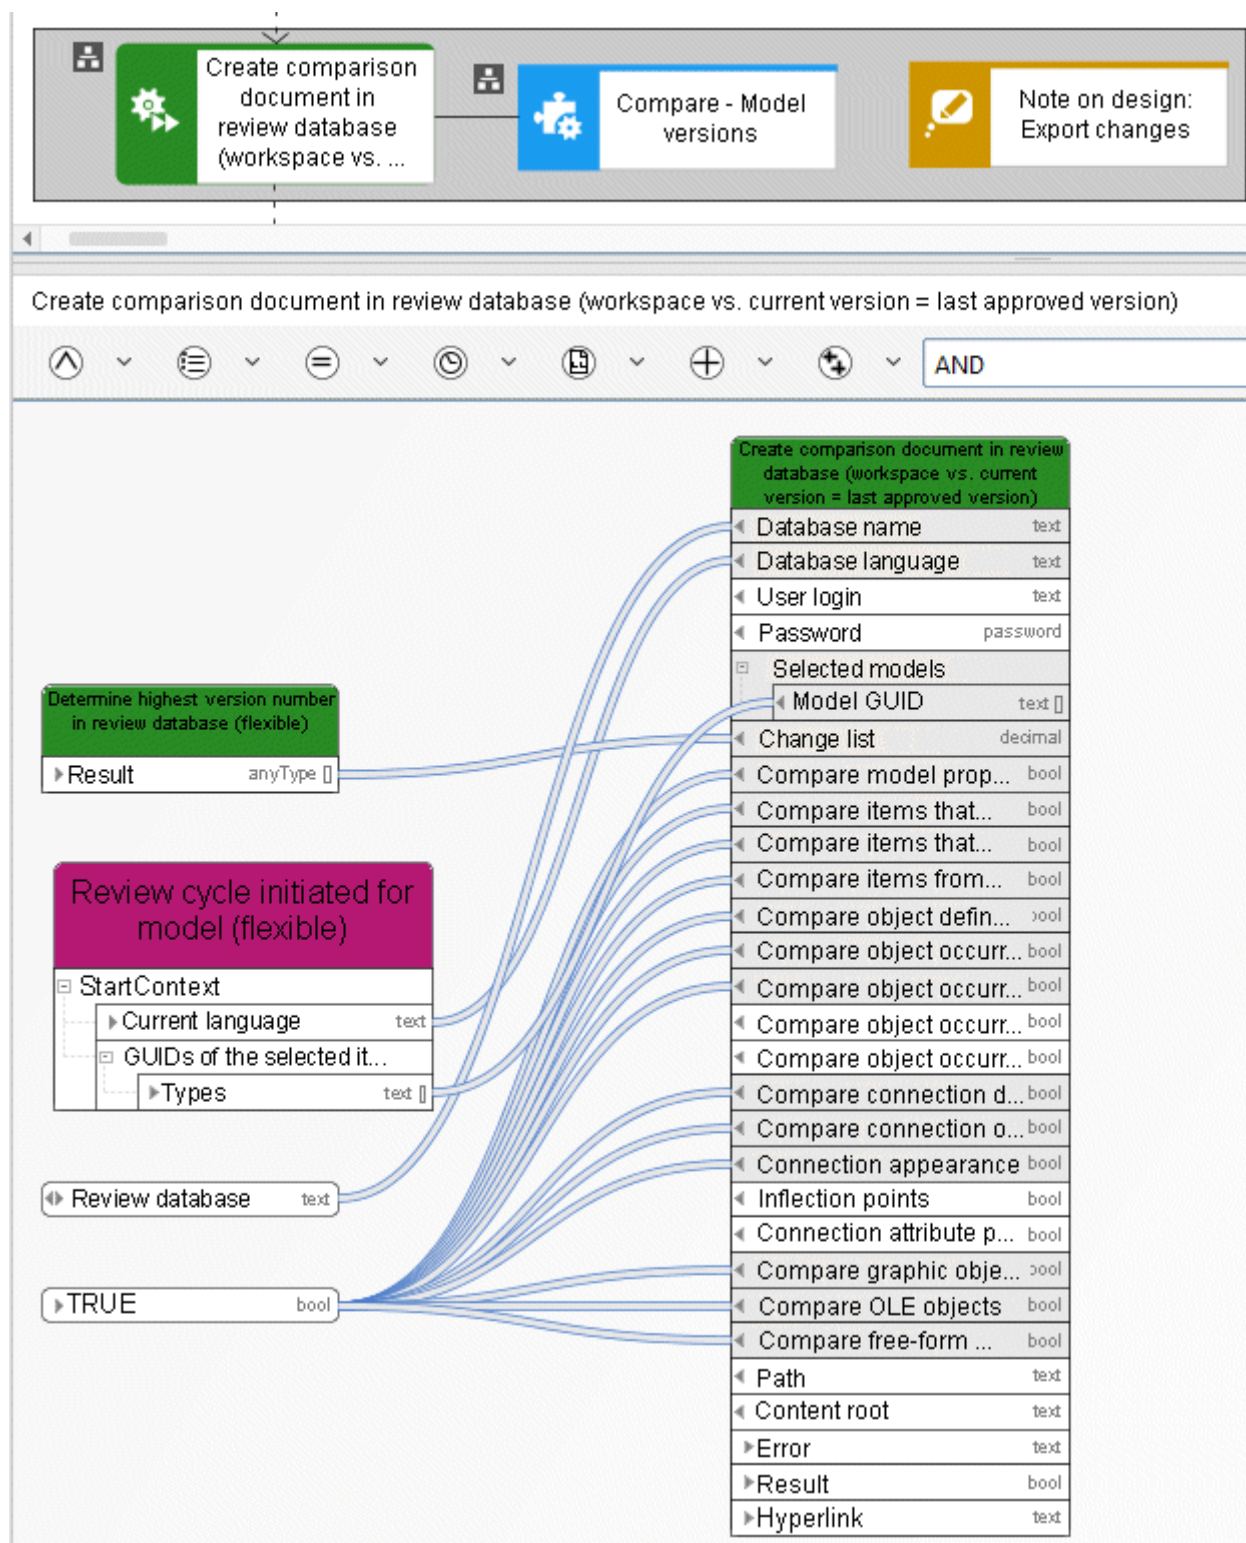 Create comparison
document in
review database
(workspace vs. ...
Compare - Model
versions
Note on design:
Export changes
Create comparison document in review database (workspace vs. current version = last approved version)
AND
Create comparison document in review
database (workspace vs. current
version = last approved version)
Database name text
Database language text
User login text
Password password
Selected models
Model GUID text []
Change list decimal
Compare model prop... bool
Compare items that... bool
Compare items that... bool
Compare items from... bool
Compare object defin... bool
Compare object occurr... bool
Compare object occurr... bool
Compare object occurr... bool
Compare object occurr... bool
Compare connection d... bool
Compare connection o... bool
Connection appearance bool
Inflection points bool
Connection attribute p... bool
Compare graphic obje... bool
Compare OLE objects bool
Compare free-form ... bool
Path text
Content root text
Error text
Result bool
Hyperlink text
Determine highest version number
in review database (flexible)
Result anyType []
Review cycle initiated for
model (flexible)
StartContext
Current language text
GUIDs of the selected it...
Types text []
Review database text
TRUE bool